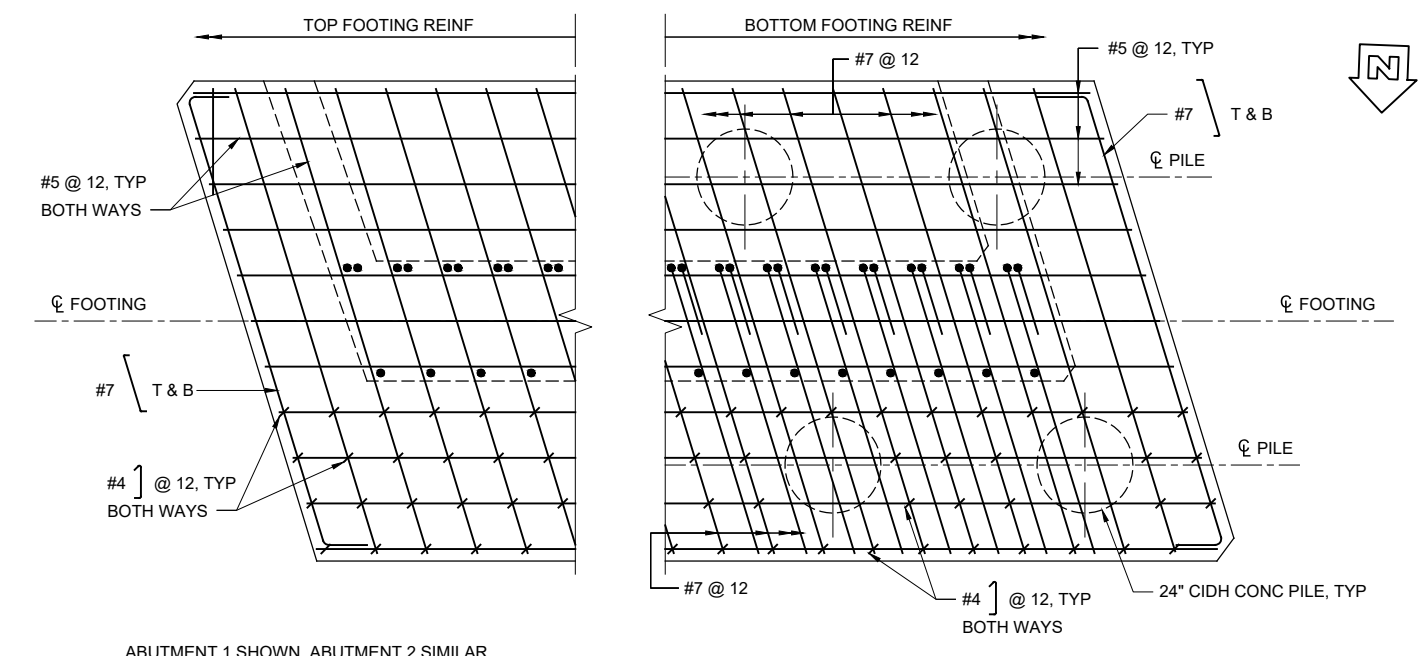 TOP FOOTING REINF
BOTTOM FOOTING REINF
#7 @ 12
#5 @ 12, TYP
N
#7 T & B
℄ PILE
#5 @ 12, TYP
BOTH WAYS
℄ FOOTING
℄ FOOTING
#7 T & B
℄ PILE
#4 @ 12, TYP
BOTH WAYS
#7 @ 12
#4 @ 12, TYP
BOTH WAYS
24" CIDH CONC PILE, TYP
ABUTMENT 1 SHOWN, ABUTMENT 2 SIMILAR